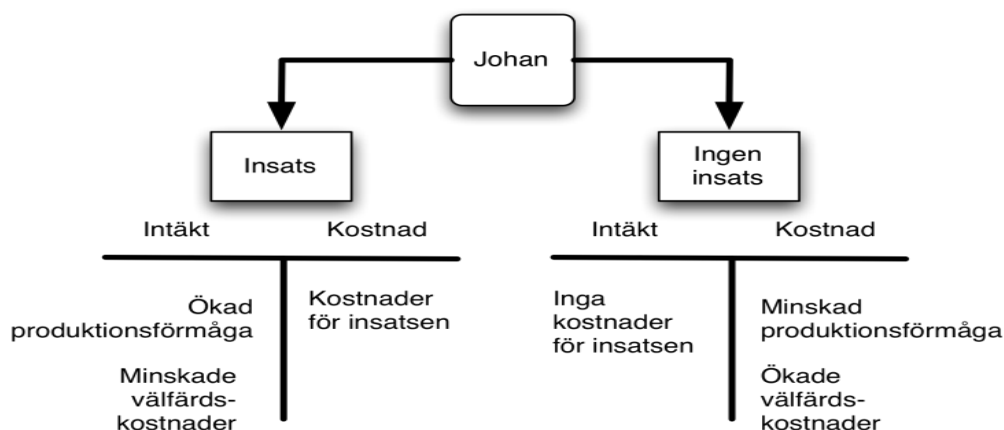 Johan
Insats
Ingen
insats
Intäkt
Kostnad
Ökad
produktionsförmåga
Minskade
välfärds-
kostnader
Kostnader
för insatsen
Intäkt
Kostnad
Inga
kostnader
för insatsen
Minskad
produktionsförmåga
Ökade
välfärds-
kostnader